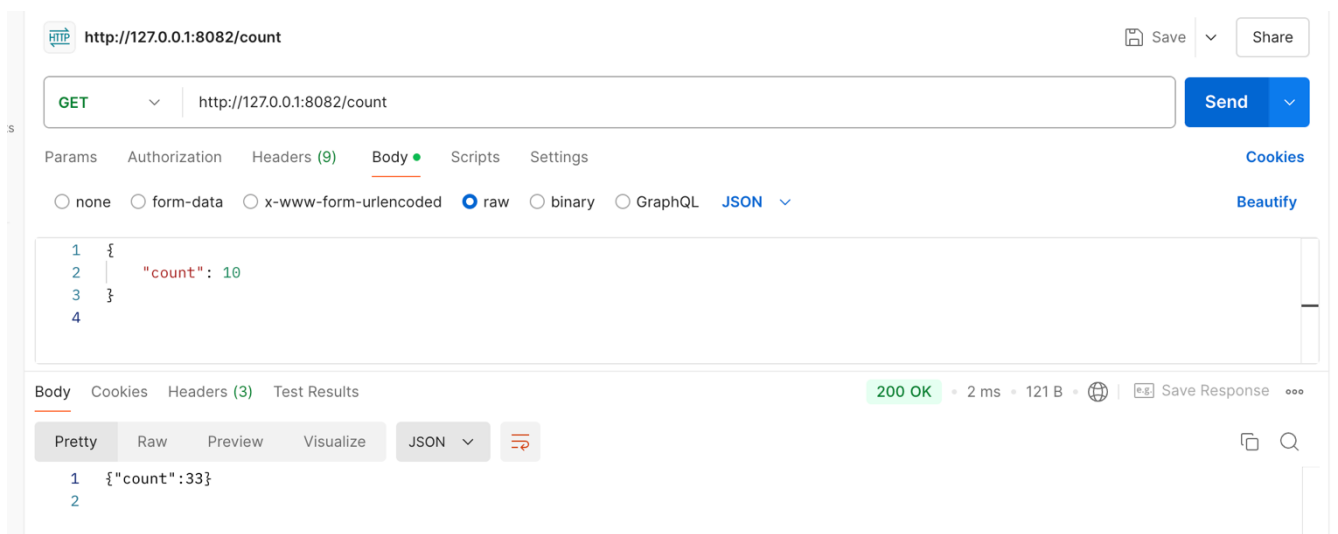 HTTP http://127.0.0.1:8082/count Save Share
GET http://127.0.0.1:8082/count Send
ts
Params Authorization Headers (9) Body Scripts Settings Cookies
none form-data x-www-form-urlencoded raw binary GraphQL JSON Beautify
1 {
2 "count": 10
3 }
4
Body Cookies Headers (3) Test Results 200 OK • 2 ms • 121 B • e.g. Save Response
Pretty Raw Preview Visualize JSON
1 {"count":33}
2